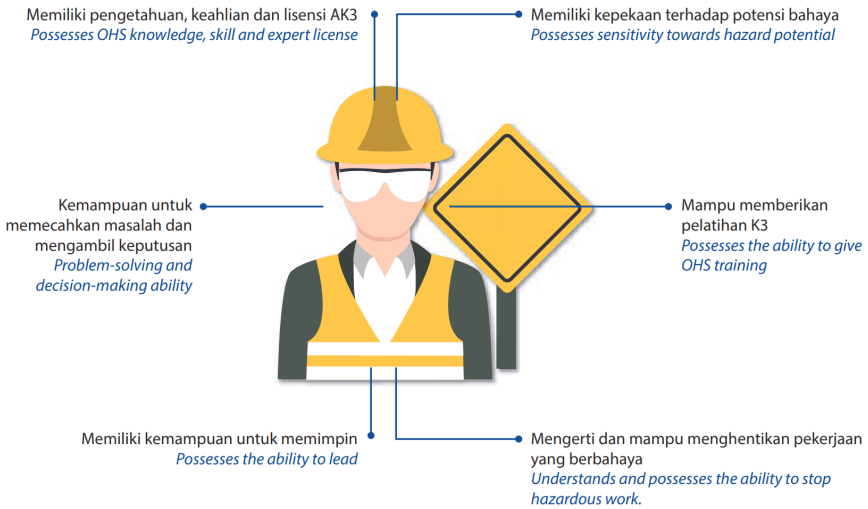 Memiliki pengetahuan, keahlian dan lisensi AK3
Possesses OHS knowledge, skill and expert license
Memiliki kepekaan terhadap potensi bahaya
Possesses sensitivity towards hazard potential
Kemampuan untuk
memecahkan masalah dan
mengambil keputusan
Problem-solving and
decision-making ability
Mampu memberikan
pelatihan K3
Possesses the ability to give
OHS training
Memiliki kemampuan untuk memimpin
Possesses the ability to lead
Mengerti dan mampu menghentikan pekerjaan
yang berbahaya
Understands and possesses the ability to stop
hazardous work.